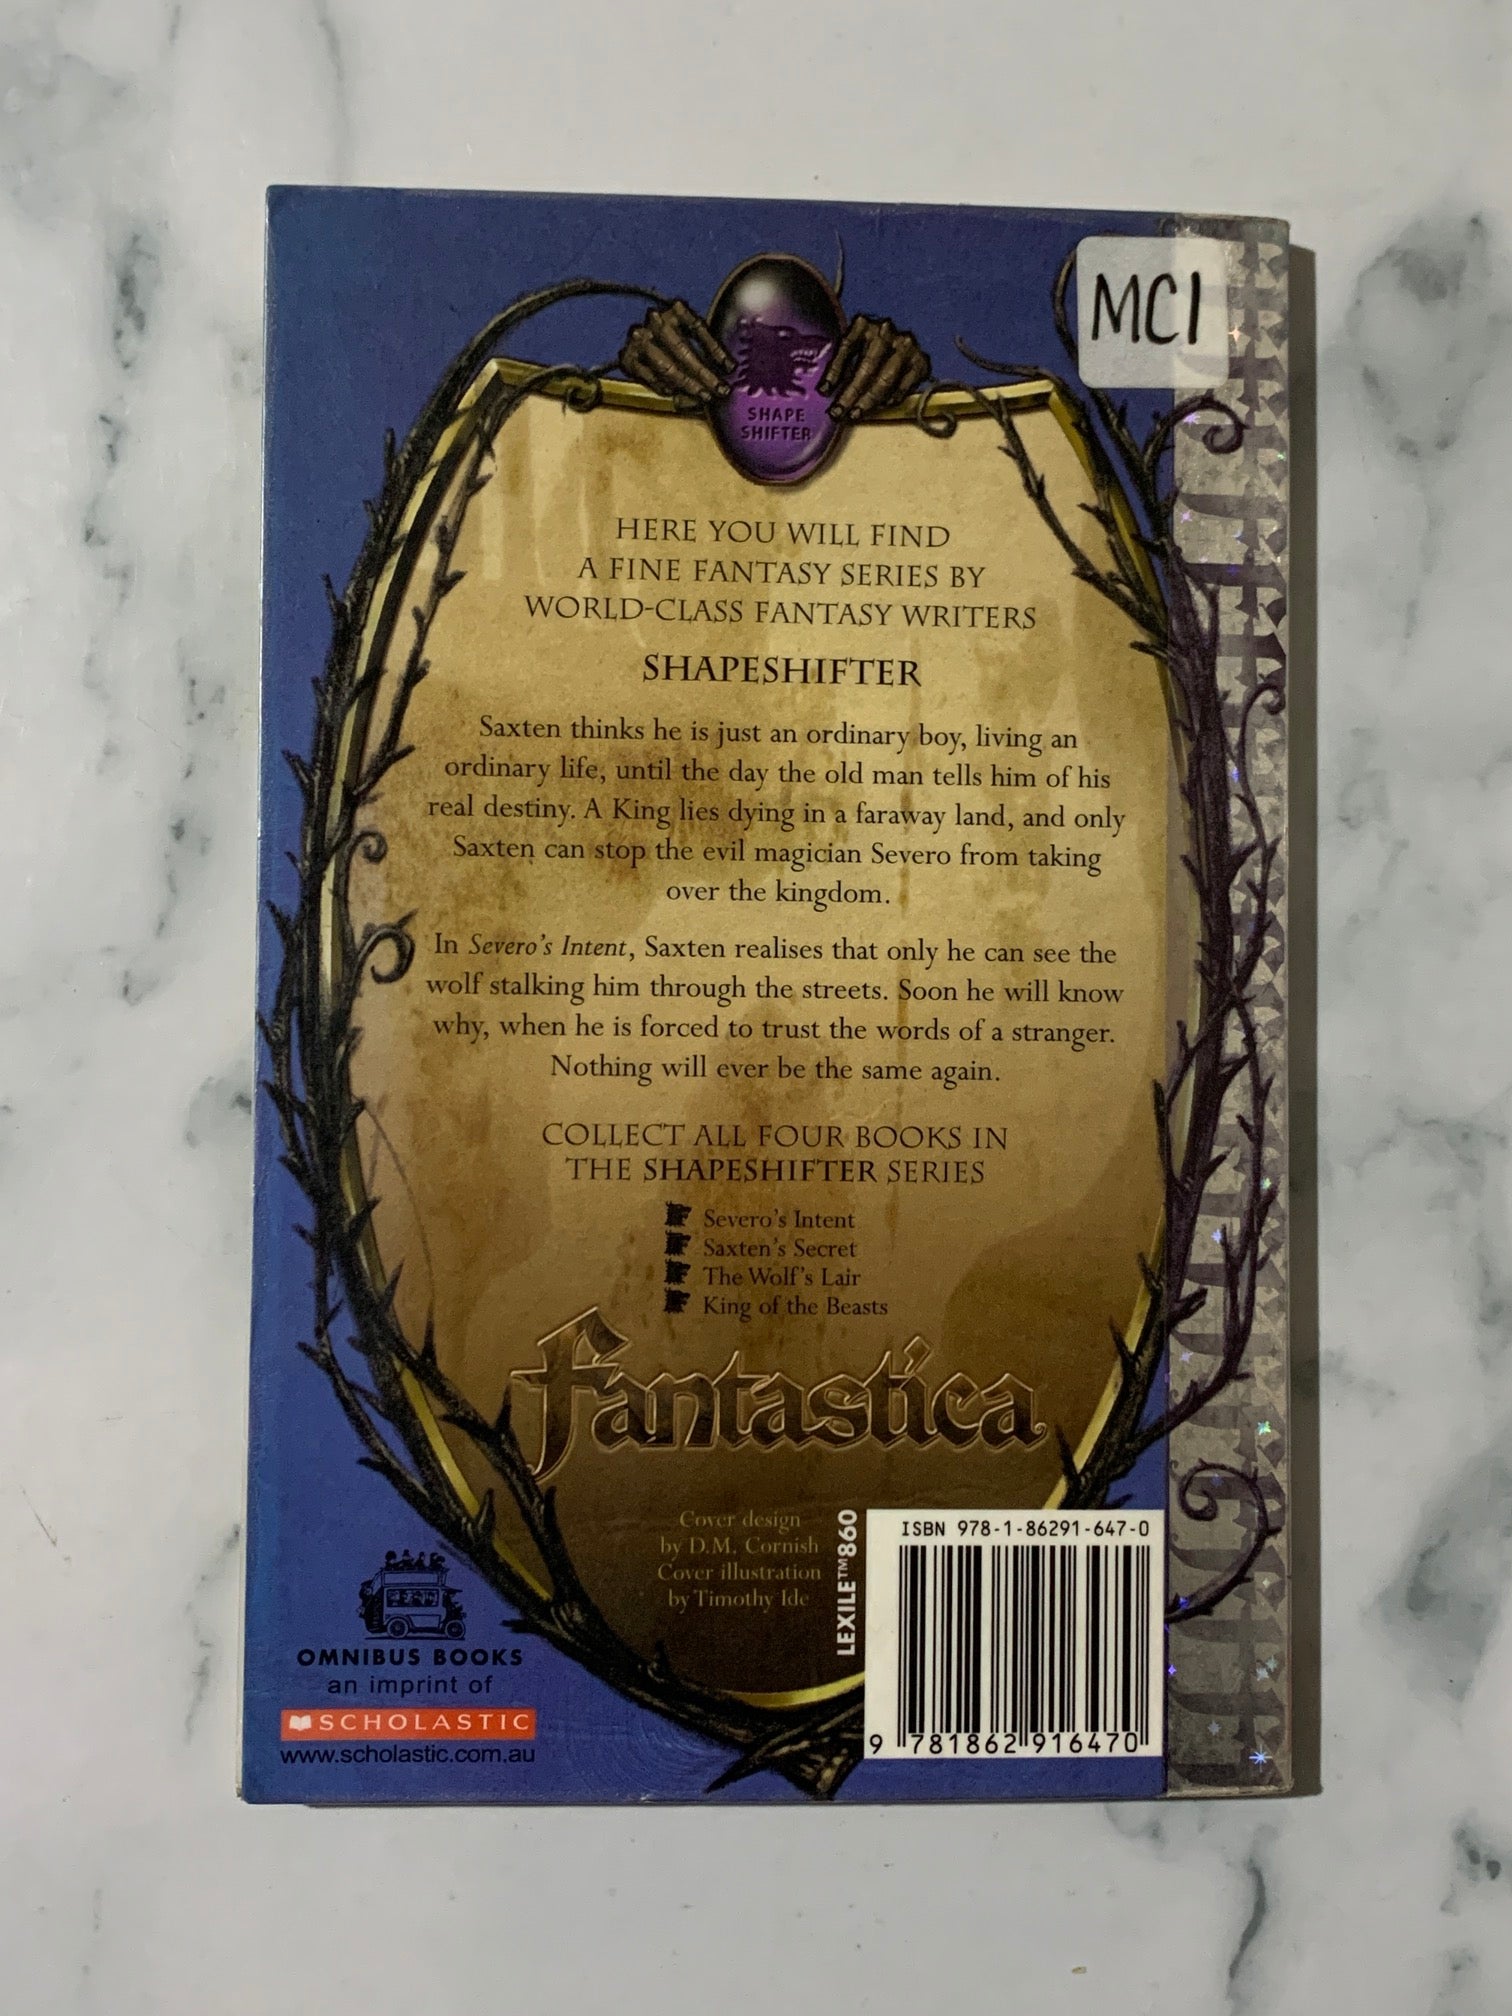 MC1
SHAPE
SHIFTER
HERE YOU WILL FIND
A FINE FANTASY SERIES BY
WORLD-CLASS FANTASY WRITERS
SHAPESHIFTER
Saxten thinks he is just an ordinary boy, living an
ordinary life, until the day the old man tells him of his
real destiny. A King lies dying in a faraway land, and only
Saxten can stop the evil magician Severo from taking
over the kingdom.
In Severo's Intent, Saxten realises that only he can see the
wolf stalking him through the streets. Soon he will know
why, when he is forced to trust the words of a stranger.
Nothing will ever be the same again.
COLLECT ALL FOUR BOOKS IN
THE SHAPESHIFTER SERIES
Severo's Intent
Saxten's Secret
The Wolf's Lair
King of the Beasts
Fantastica
Cover design
by D.M. Cornish
Cover illustration
by Timothy Ide
LEXILE™860
ISBN 978-1-86291-647-0
9 781862 916470
OMNIBUS BOOKS
an imprint of
SCHOLASTIC
www.scholastic.com.au